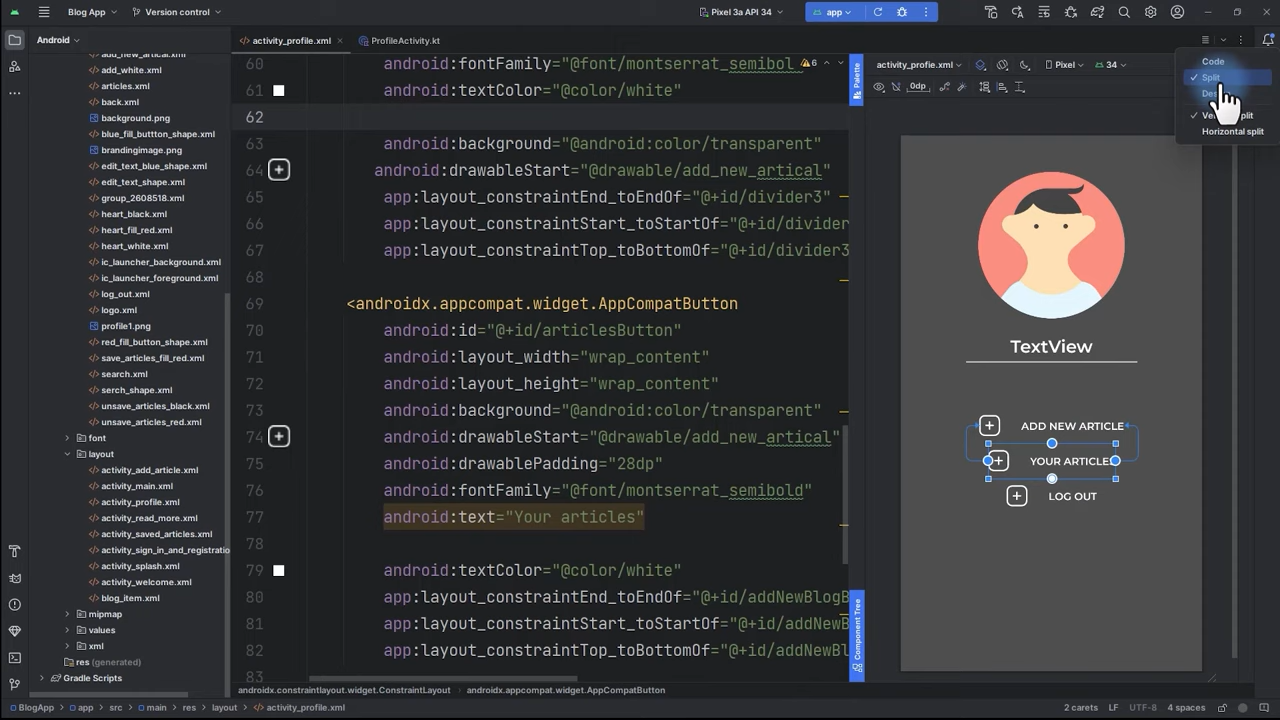 Blog App
Version control
Pixel 3a API 34
app
Android
activity_profile.xml
ProfileActivity.kt
add_new_artical.xml
add_white.xml
articles.xml
back.xml
background.png
blue_fill_buttton_shape.xml
brandingimage.png
edit_text_blue_shape.xml
edit_text_shape.xml
group_2608518.xml
heart_black.xml
heart_fill_red.xml
heart_white.xml
ic_launcher_background.xml
ic_launcher_foreground.xml
log_out.xml
logo.xml
profile1.png
red_fill_button_shape.xml
save_articles_fill_red.xml
search.xml
serch_shape.xml
unsave_articles_black.xml
unsave_articles_red.xml
font
layout
activity_add_article.xml
activity_main.xml
activity_profile.xml
activity_read_more.xml
activity_saved_articles.xml
activity_sign_in_and_registratio
activity_splash.xml
activity_welcome.xml
blog_item.xml
mipmap
values
xml
res (generated)
Gradle Scripts
60 android:fontFamily="@font/montserrat_semibol
6
61 android:textColor="@color/white"
62
63 android:background="@android:color/transparent"
64 android:drawableStart="@drawable/add_new_artical"
65 app:layout_constraintEnd_toEndOf="@+id/divider3"
66 app:layout_constraintStart_toStartOf="@+id/divider
67 app:layout_constraintTop_toBottomOf="@+id/divider3
68
69 <androidx.appcompat.widget.AppCompatButton
70 android:id="@+id/articlesButton"
71 android:layout_width="wrap_content"
72 android:layout_height="wrap_content"
73 android:background="@android:color/transparent"
74 android:drawableStart="@drawable/add_new_artical"
75 android:drawablePadding="28dp"
76 android:fontFamily="@font/montserrat_semibold"
77 android:text="Your articles"
78
79 android:textColor="@color/white"
80 app:layout_constraintEnd_toEndOf="@+id/addNewBlogB
81 app:layout_constraintStart_toStartOf="@+id/addNewB
82 app:layout_constraintTop_toBottomOf="@+id/addNewBl
83
Palette
Component Tree
activity_profile.xml
Pixel
34
0dp
Code
Split
Horizontal split
TextView
ADD NEW ARTICLE
YOUR ARTICLES
LOG OUT
androidx.constraintlayout.widget.ConstraintLayout
androidx.appcompat.widget.AppCompatButton
BlogApp
app
src
main
res
layout
activity_profile.xml
2 carets
LF
UTF-8
4 spaces